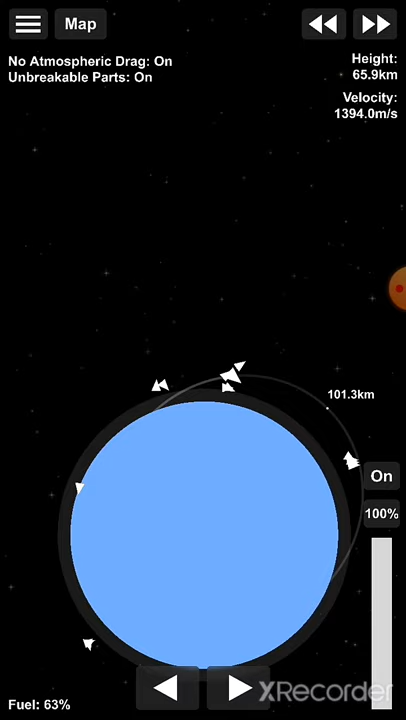 Map
No Atmospheric Drag: On
Unbreakable Parts: On
Height:
65.9km
Velocity:
1394.0m/s
101.3km
On
100%
Fuel: 63%
XRecorder